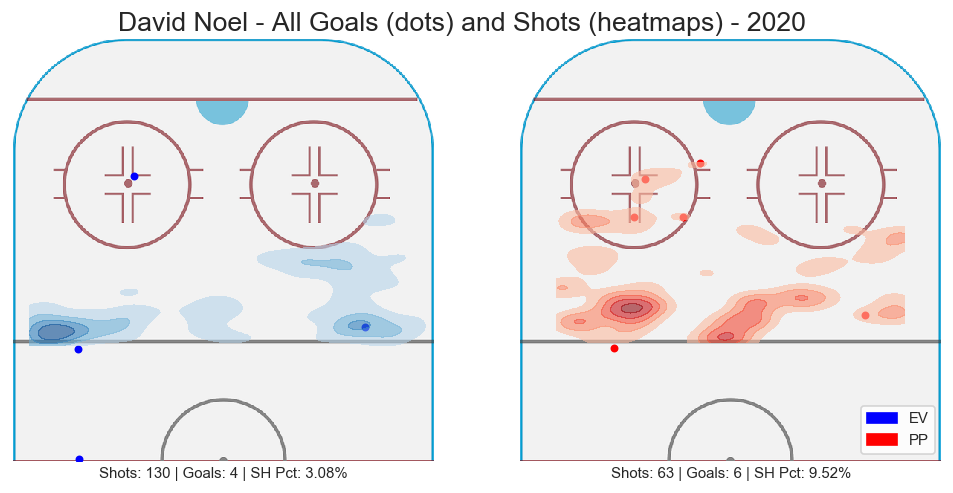 David Noel - All Goals (dots) and Shots (heatmaps) - 2020
EV
PP
Shots: 130 | Goals: 4 | SH Pct: 3.08%
Shots: 63 | Goals: 6 | SH Pct: 9.52%